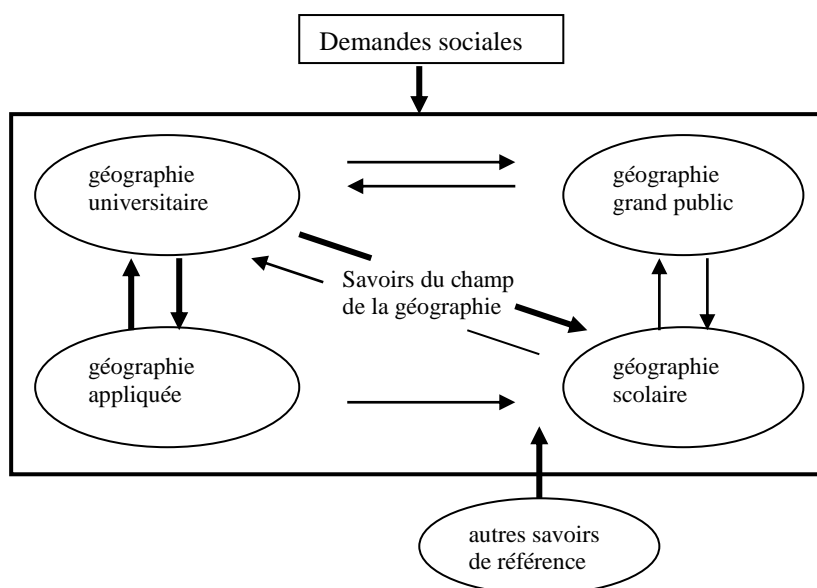 Demandes sociales
géographie
universitaire
géographie
grand public
Savoirs du champ
de la géographie
géographie
appliquée
géographie
scolaire
autres savoirs
de référence